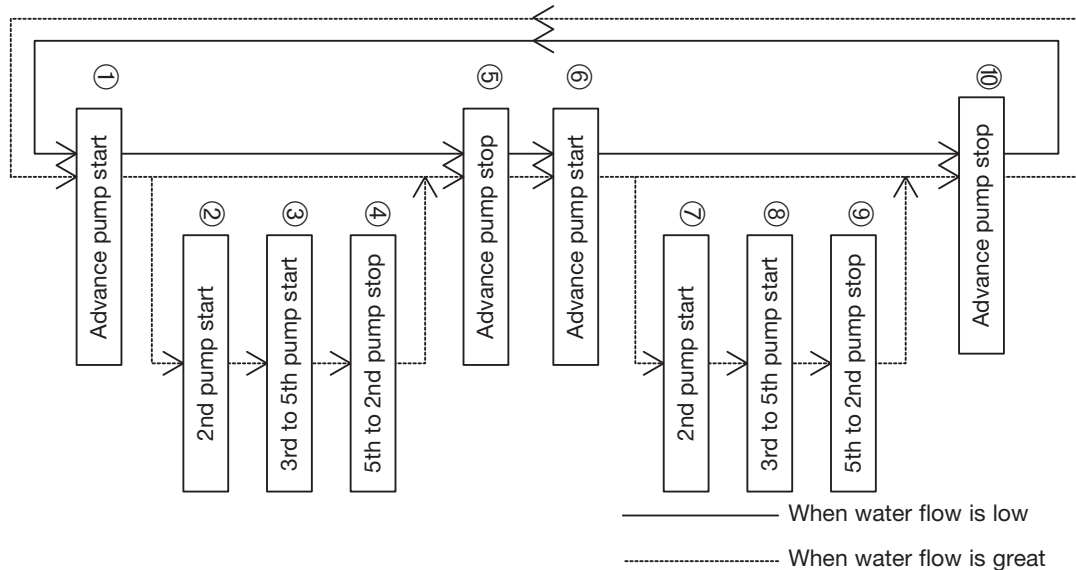 ①
Advance pump start
②
2nd pump start
③
3rd to 5th pump start
④
5th to 2nd pump stop
⑤
Advance pump stop
⑥
Advance pump start
⑦
2nd pump start
⑧
3rd to 5th pump start
⑨
5th to 2nd pump stop
⑩
Advance pump stop
When water flow is low
When water flow is great